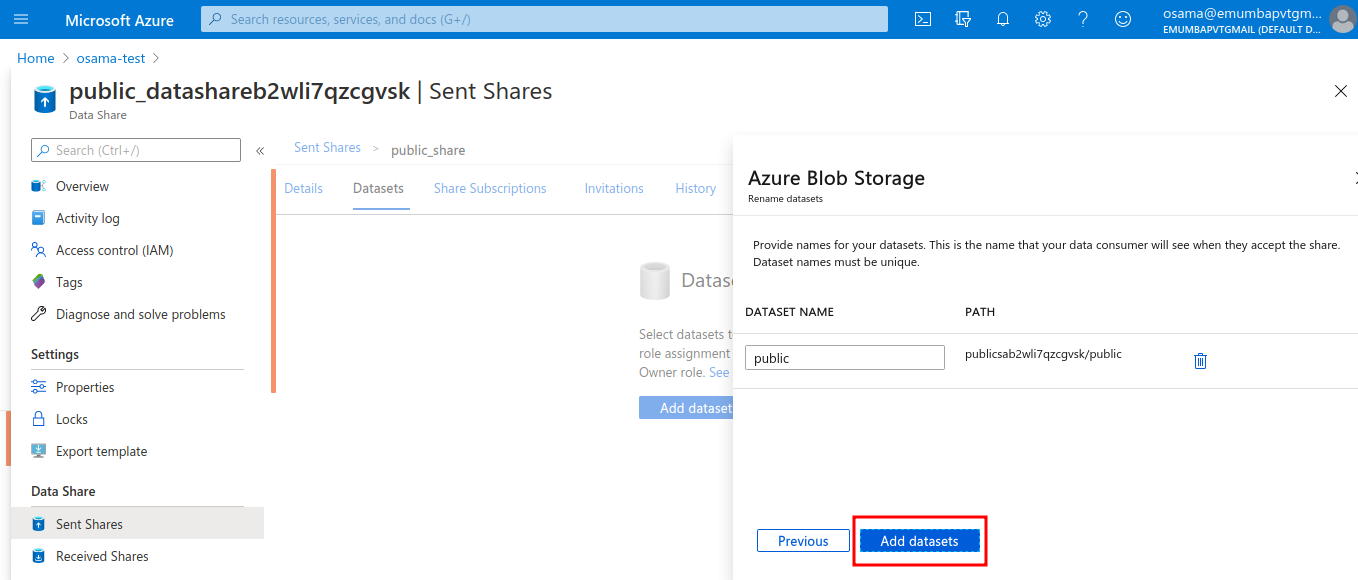 Microsoft Azure
Search resources, services, and docs (G+/)
osama@emumbapvtgm...
EMUMBAPVTGMAIL (DEFAULT D...
Home > osama-test >
public_datashareb2wli7qzcgvsk | Sent Shares
Data Share
Search (Ctrl+/)
«
Overview
Activity log
Access control (IAM)
Tags
Diagnose and solve problems
Settings
Properties
Locks
Export template
Data Share
Sent Shares
Received Shares
Sent Shares > public_share
Details Datasets Share Subscriptions Invitations History
Datase
Select datasets t
role assignment
Owner role. See
Add dataset
Azure Blob Storage
Rename datasets
Provide names for your datasets. This is the name that your data consumer will see when they accept the share.
Dataset names must be unique.
DATASET NAME PATH
public publicsab2wli7qzcgvsk/public
Previous Add datasets